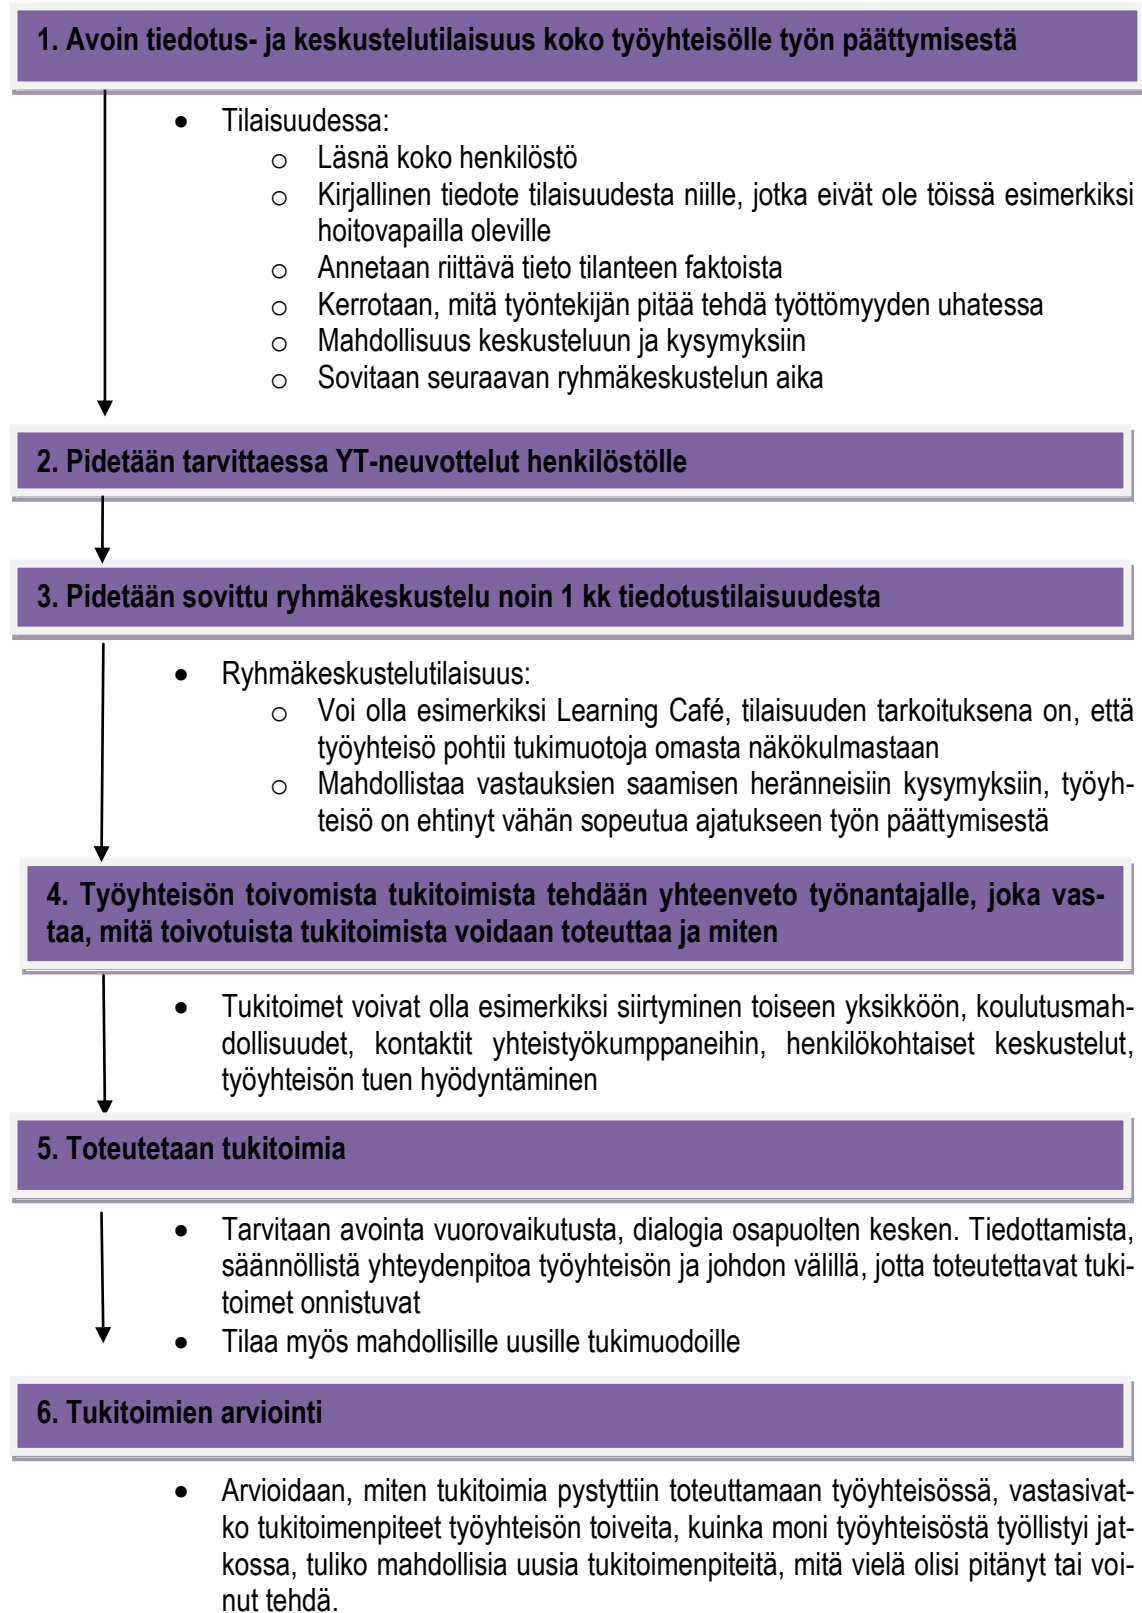 1. Avoin tiedotus- ja keskustelutilaisuus koko työyhteisölle työn päättymisestä
• Tilaisuudessa:
o Läsnä koko henkilöstö
o Kirjallinen tiedote tilaisuudesta niille, jotka eivät ole töissä esimerkiksi
hoitovapailla oleville
o Annetaan riittävä tieto tilanteen faktoista
o Kerrotaan, mitä työntekijän pitää tehdä työttömyyden uhatessa
o Mahdollisuus keskusteluun ja kysymyksiin
o Sovitaan seuraavan ryhmäkeskustelun aika
2. Pidetään tarvittaessa YT-neuvottelut henkilöstölle
3. Pidetään sovittu ryhmäkeskustelu noin 1 kk tiedotustilaisuudesta
• Ryhmäkeskustelutilaisuus:
o Voi olla esimerkiksi Learning Café, tilaisuuden tarkoituksena on, että
työyhteisö pohtii tukimuotoja omasta näkökulmastaan
o Mahdollistaa vastauksien saamisen heränneisiin kysymyksiin, työyh-
teisö on ehtinyt vähän sopeutua ajatukseen työn päättymisestä
4. Työyhteisön toivomista tukitoimista tehdään yhteenveto työnantajalle, joka vas-
taa, mitä toivotuista tukitoimista voidaan toteuttaa ja miten
• Tukitoimet voivat olla esimerkiksi siirtyminen toiseen yksikköön, koulutusmah-
dollisuudet, kontaktit yhteistyökumppaneihin, henkilökohtaiset keskustelut,
työyhteisön tuen hyödyntäminen
5. Toteutetaan tukitoimia
• Tarvitaan avointa vuorovaikutusta, dialogia osapuolten kesken. Tiedottamista,
säännöllistä yhteydenpitoa työyhteisön ja johdon välillä, jotta toteutettavat tuki-
toimet onnistuvat
• Tilaa myös mahdollisille uusille tukimuodoille
6. Tukitoimien arviointi
• Arvioidaan, miten tukitoimia pystyttiin toteuttamaan työyhteisössä, vastasivat-
ko tukitoimenpiteet työyhteisön toiveita, kuinka moni työyhteisöstä työllistyi jat-
kossa, tuliko mahdollisia uusia tukitoimenpiteitä, mitä vielä olisi pitänyt tai voi-
nut tehdä.